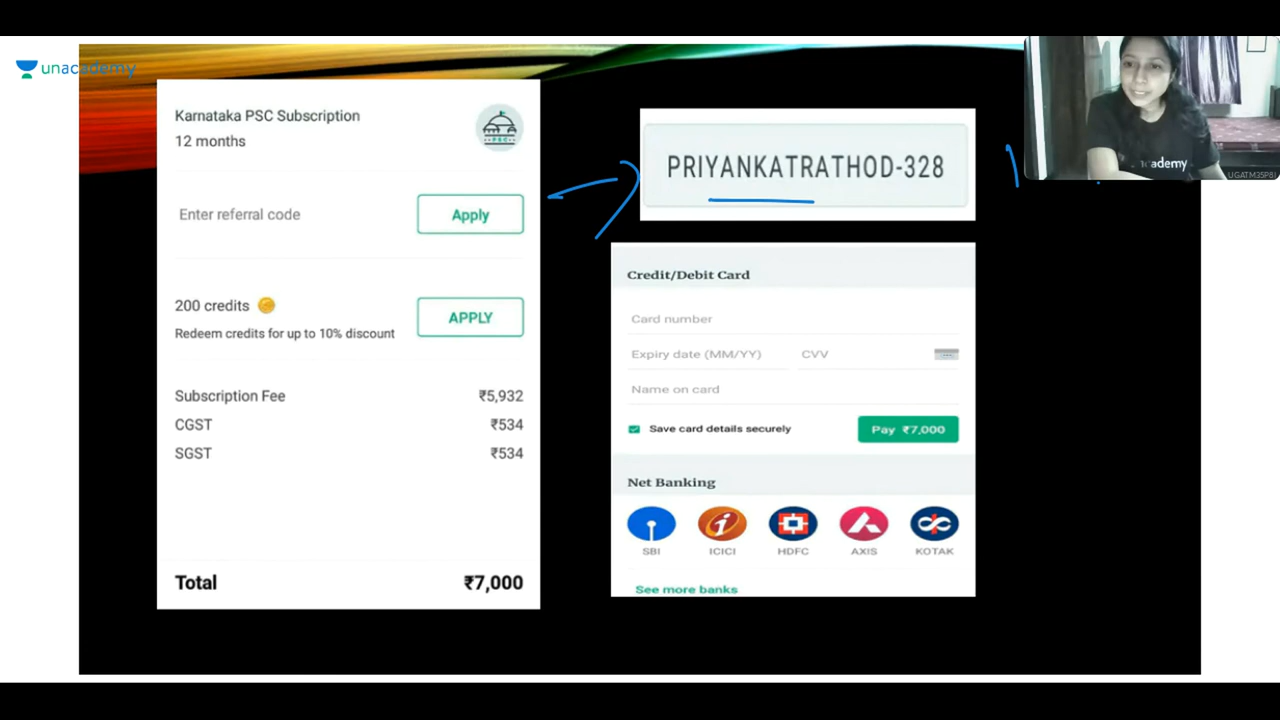 unacademy
Karnataka PSC Subscription
12 months
PSC
Enter referral code
Apply
200 credits
Redeem credits for up to 10% discount
APPLY
Subscription Fee ₹5,932
CGST ₹534
SGST ₹534
Total ₹7,000
PRIYANKATRATHOD-328
Credit/Debit Card
Card number
Expiry date (MM/YY) CVV
Name on card
Save card details securely
Pay ₹7,000
Net Banking
SBI ICICI HDFC AXIS KOTAK
See more banks
academy
UGATM35P8I